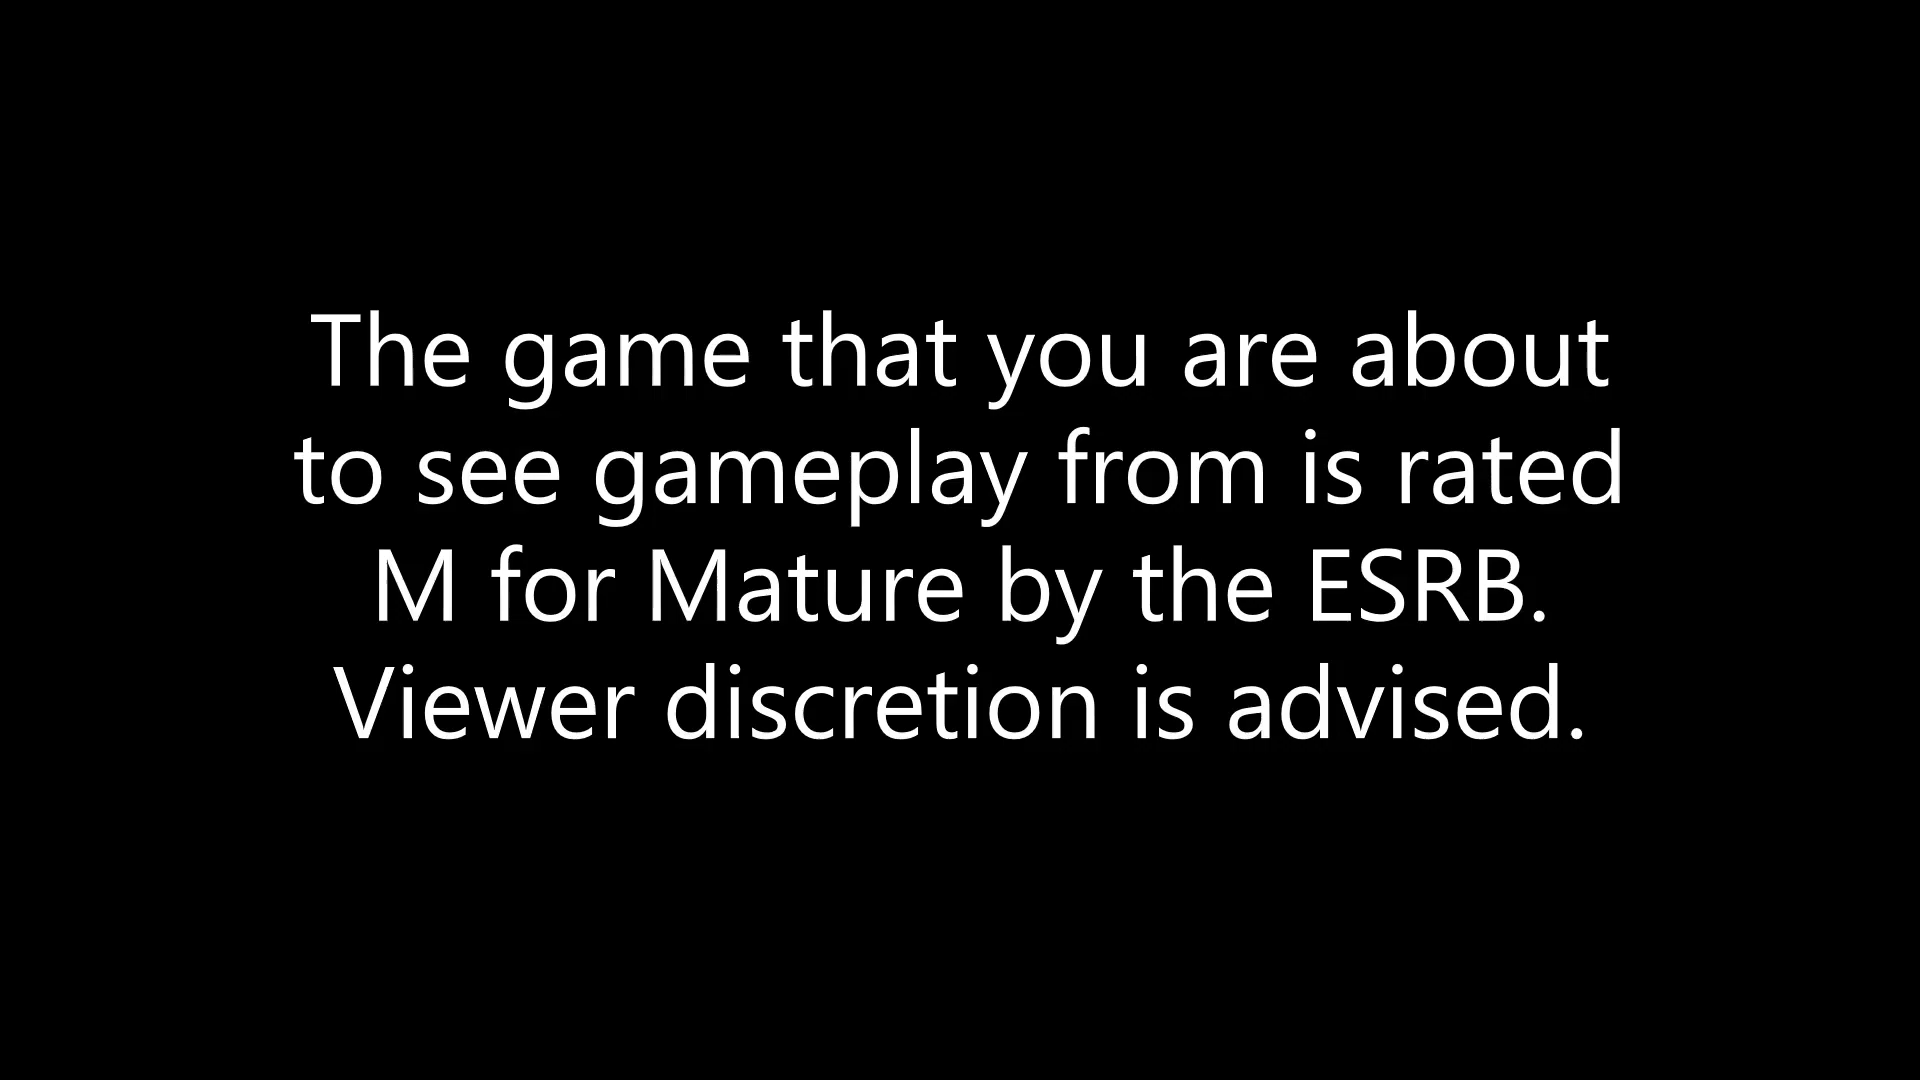 The game that you are about
to see gameplay from is rated
M for Mature by the ESRB.
Viewer discretion is advised.